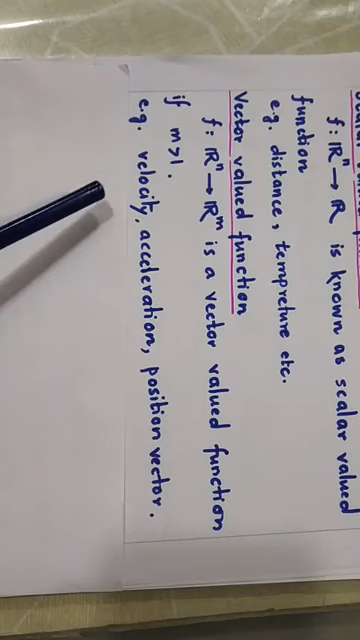 f: ℝⁿ → ℝ is known as scalar valued
function
e.g. distance, tempreture etc.
Vector valued function
f: ℝⁿ → ℝᵐ is a vector valued function
if m>1.
e.g. velocity, acceleration, position vector.